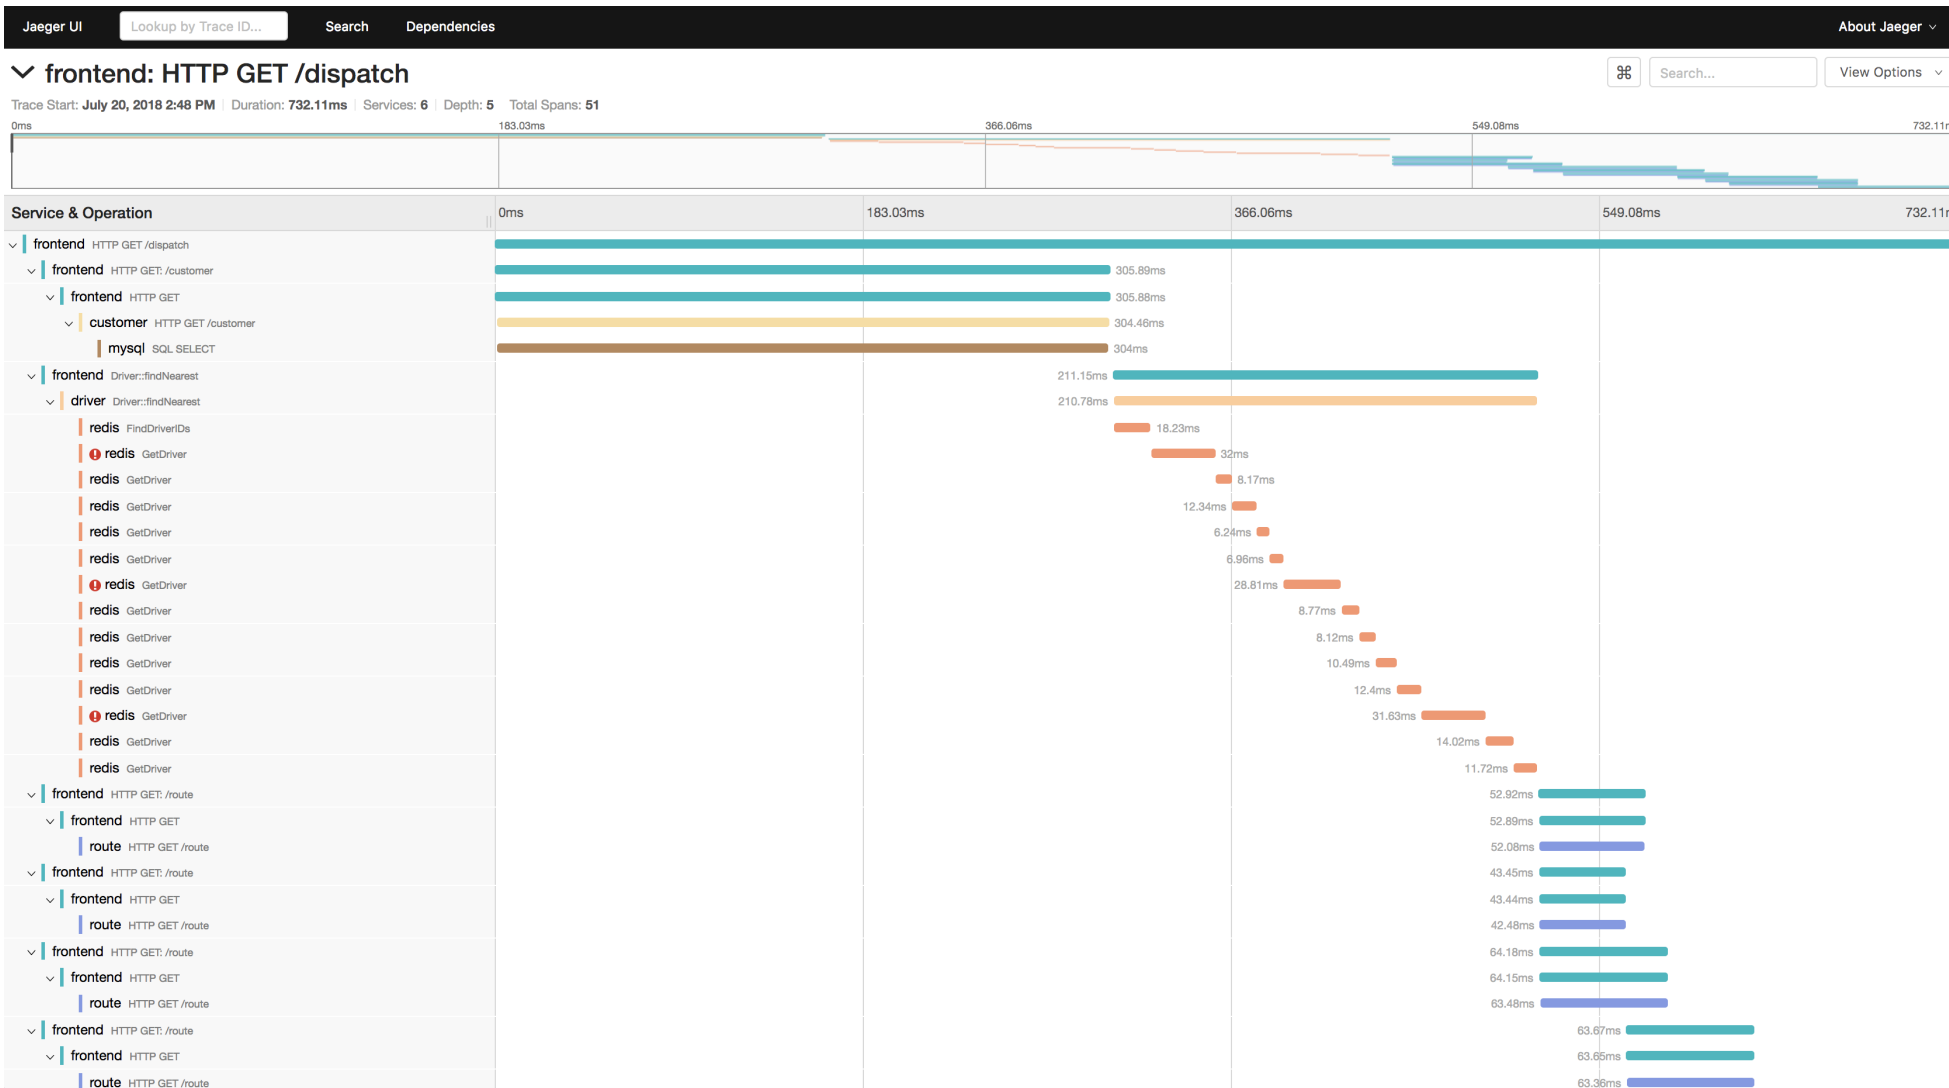 Jaeger UI Lookup by Trace ID... Search Dependencies About Jaeger
frontend: HTTP GET /dispatch ⌘ Search... View Options
Trace Start: July 20, 2018 2:48 PM Duration: 732.11ms Services: 6 Depth: 5 Total Spans: 51
0ms 183.03ms 366.06ms 549.08ms 732.11m
Service & Operation 0ms 183.03ms 366.06ms 549.08ms 732.11m
frontend HTTP GET /dispatch
frontend HTTP GET: /customer 305.89ms
frontend HTTP GET 305.88ms
customer HTTP GET /customer 304.46ms
mysql SQL SELECT 304ms
frontend Driver::findNearest 211.15ms
driver Driver::findNearest 210.78ms
redis FindDriverIDs 18.23ms
redis GetDriver 32ms
redis GetDriver 8.17ms
redis GetDriver 12.34ms
redis GetDriver 6.24ms
redis GetDriver 6.96ms
redis GetDriver 28.81ms
redis GetDriver 8.77ms
redis GetDriver 8.12ms
redis GetDriver 10.49ms
redis GetDriver 12.4ms
redis GetDriver 31.63ms
redis GetDriver 14.02ms
redis GetDriver 11.72ms
frontend HTTP GET: /route 52.92ms
frontend HTTP GET 52.89ms
route HTTP GET /route 52.08ms
frontend HTTP GET: /route 43.45ms
frontend HTTP GET 43.44ms
route HTTP GET /route 42.48ms
frontend HTTP GET: /route 64.18ms
frontend HTTP GET 64.15ms
route HTTP GET /route 63.48ms
frontend HTTP GET: /route 63.67ms
frontend HTTP GET 63.65ms
route HTTP GET /route 63.36ms